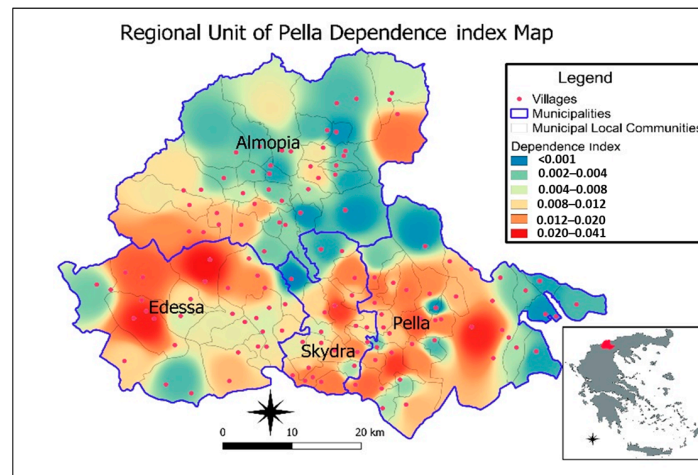 Regional Unit of Pella Dependence index Map
Legend
Villages
Municipalities
Municipal Local Communities
Dependence Index
<0.001
0.002–0.004
0.004–0.008
0.008–0.012
0.012–0.020
0.020–0.041
Almopia
Edessa
Pella
Skydra
0 10 20 km